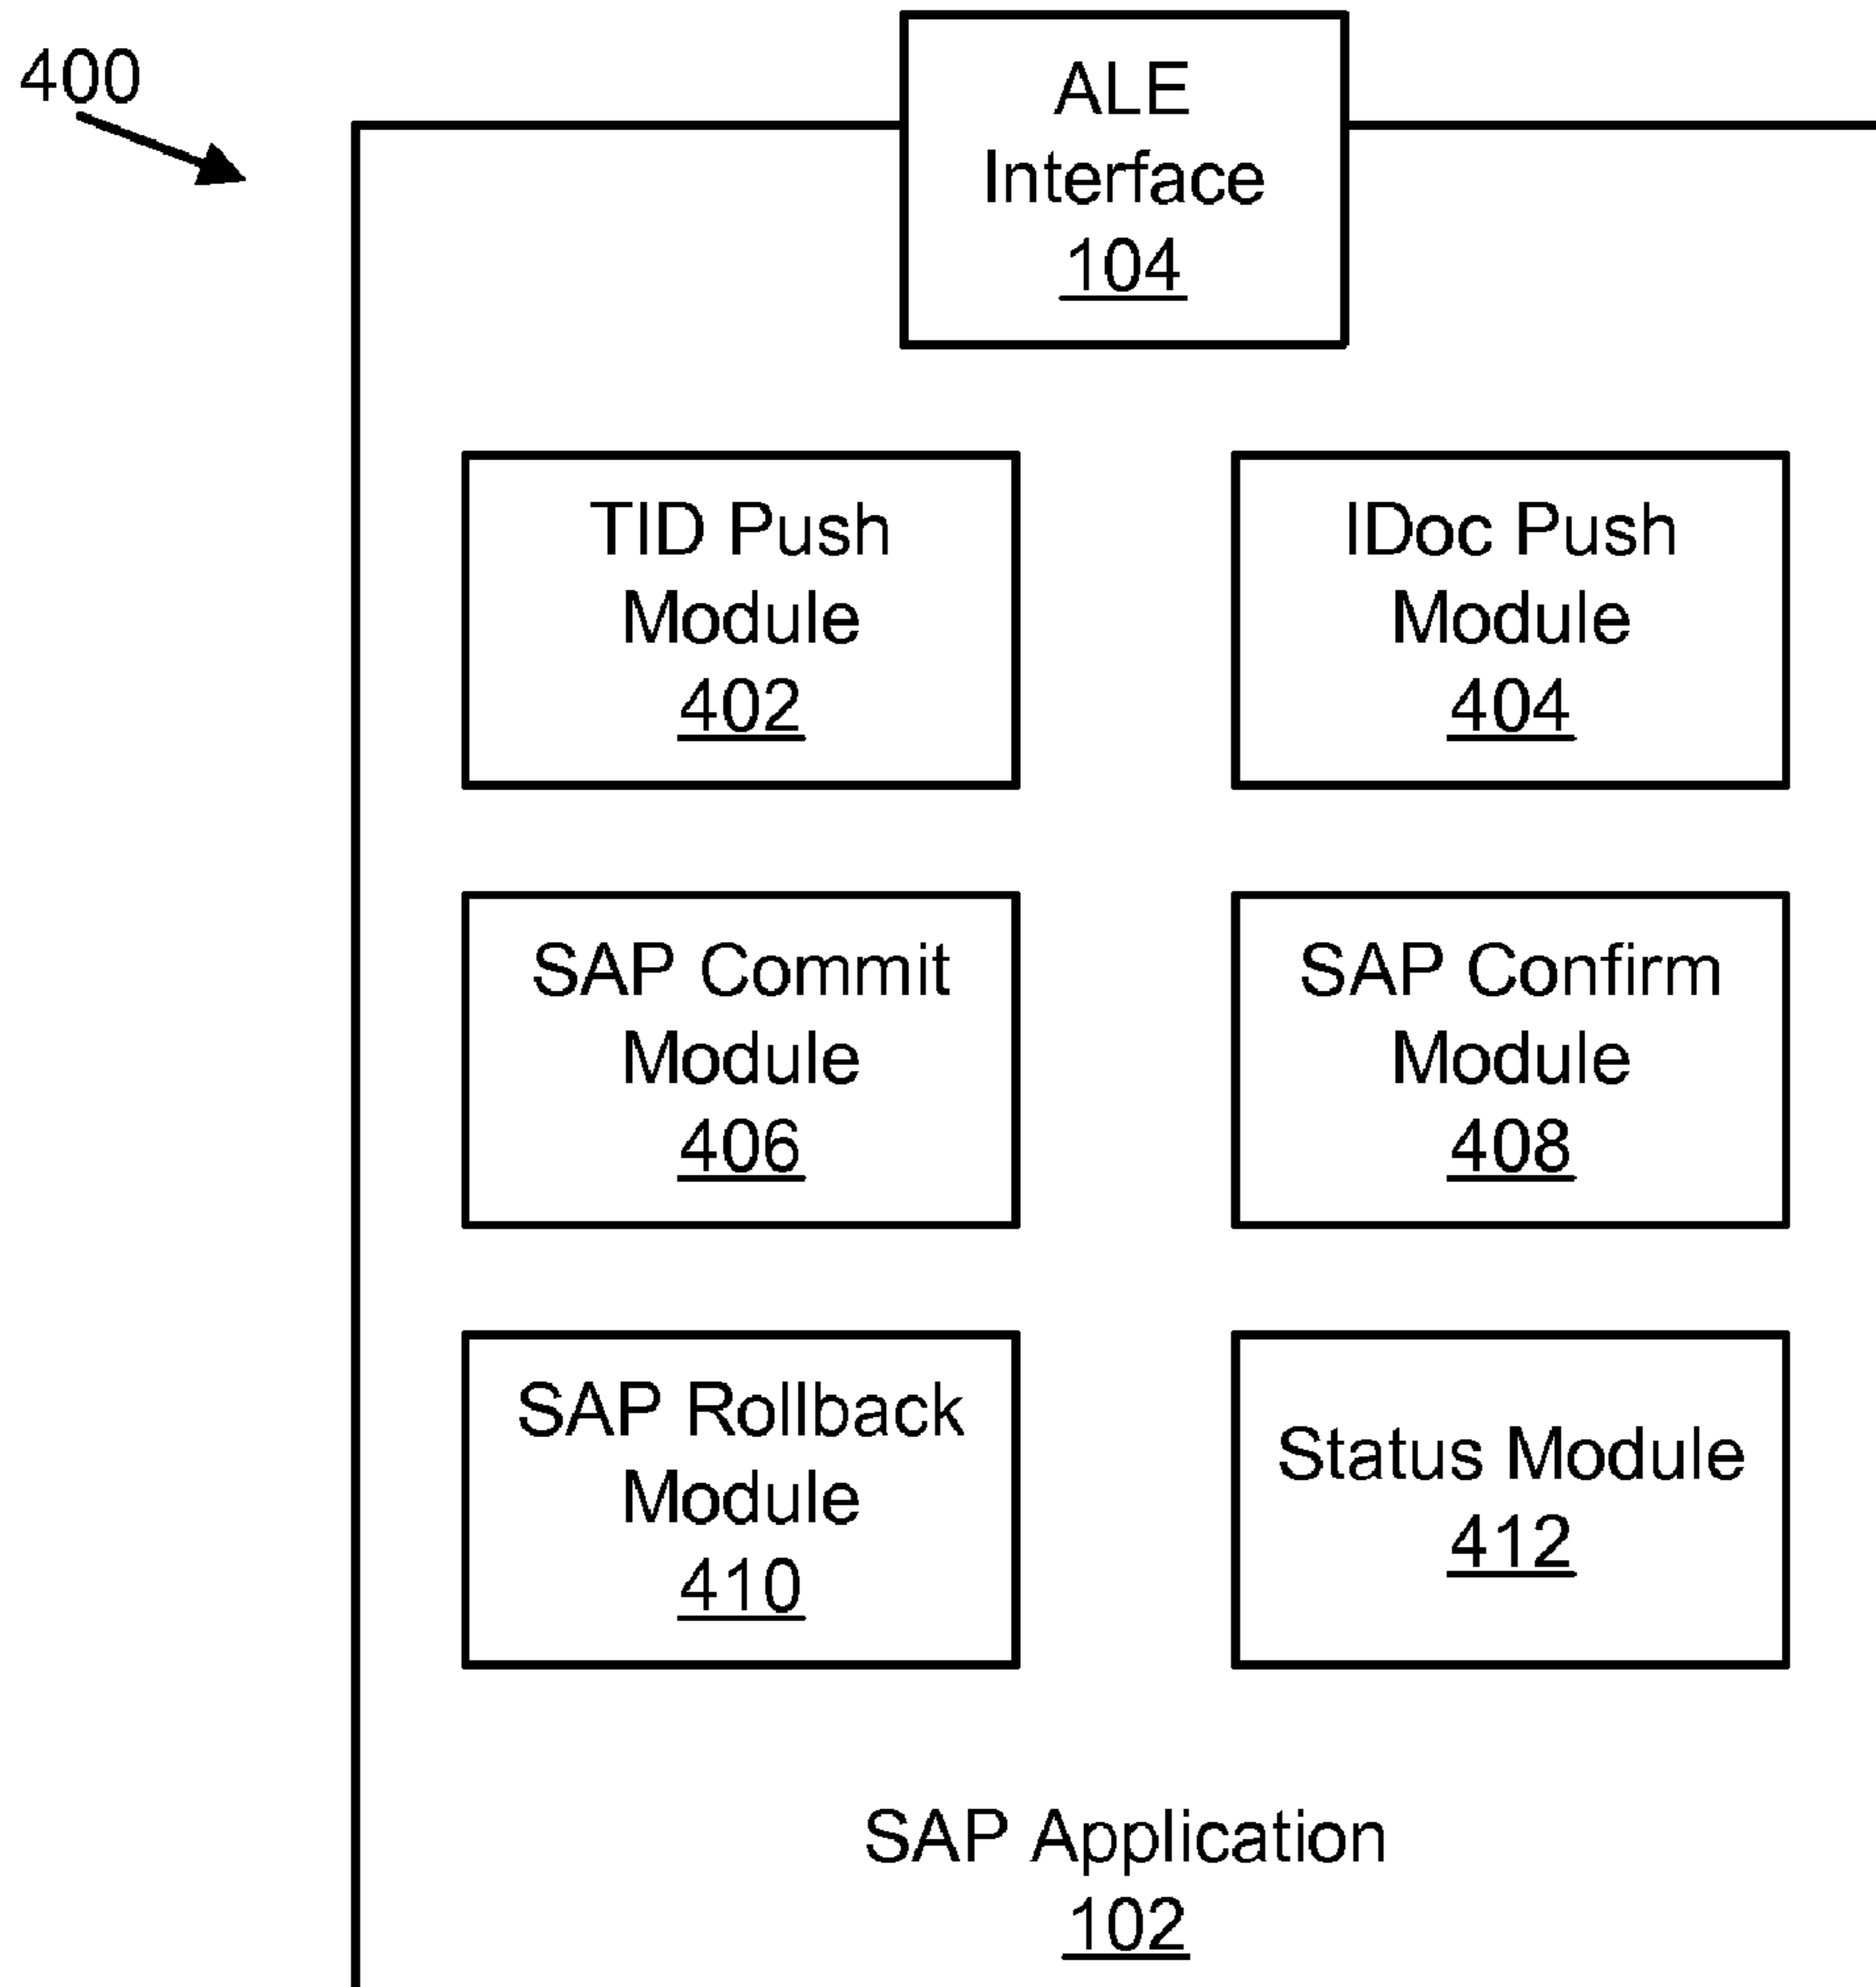 400
ALE
Interface
104
TID Push
Module
402
IDoc Push
Module
404
SAP Commit
Module
406
SAP Confirm
Module
408
SAP Rollback
Module
410
Status Module
412
SAP Application
102